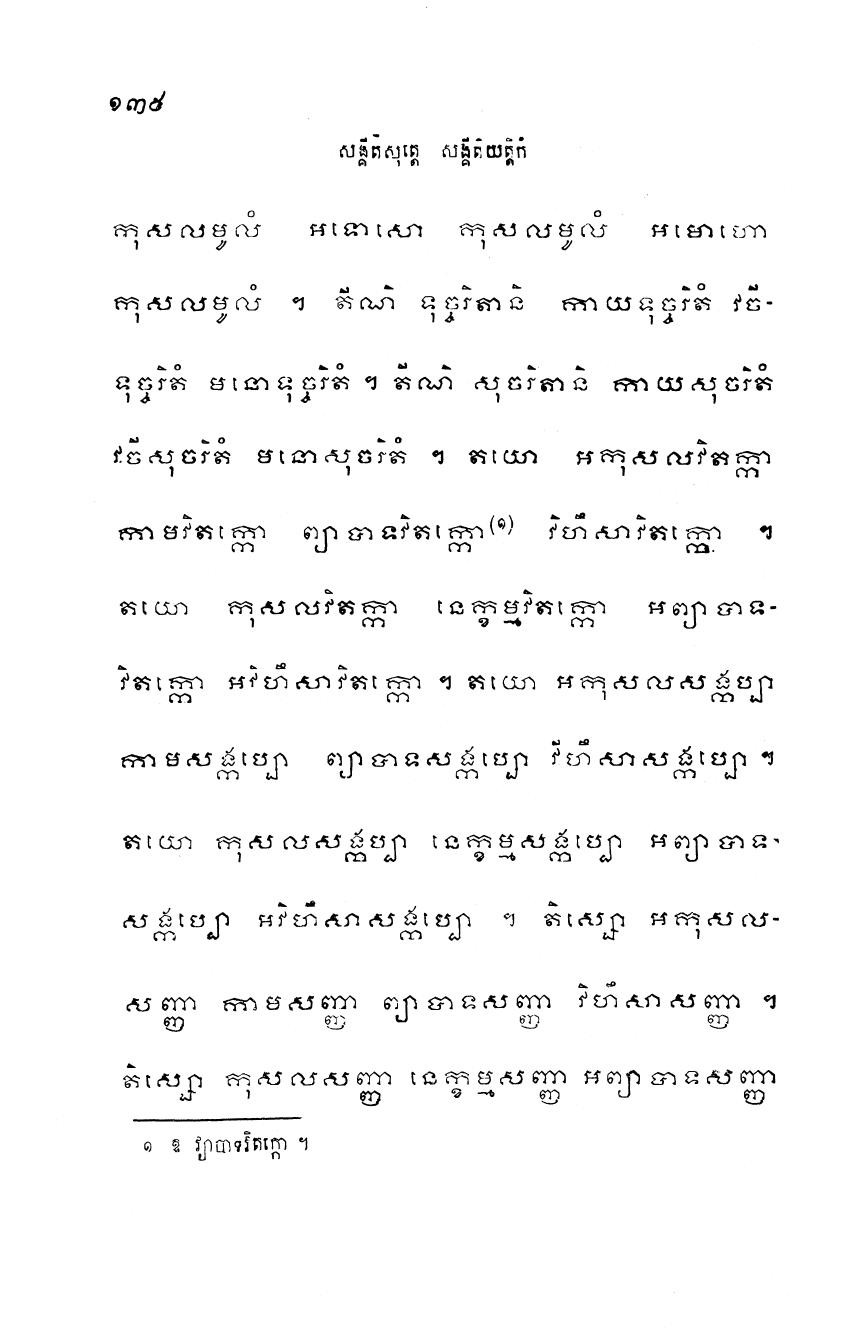 ១៣៩
សង្គីតិសុត្តេ សង្គីតិយត្តិកំ
កុសលមូលំ អទោសោ កុសលមូលំ អមោហោ
កុសលមូលំ ។ តីណិ ទុច្ចរិតានិ កាយទុច្ចរិតំ វចី-
ទុច្ចរិតំ មនោទុច្ចរិតំ ។ តីណិ សុចរិតានិ កាយសុចរិតំ
វចីសុចរិតំ មនោសុចរិតំ ។ តយោ អកុសលវិតក្កា
កាមវិតក្កោ ព្យាបាទវិតក្កោ(១) វិហឹសាវិតក្កោ ។
តយោ កុសលវិតក្កា នេក្ខម្មវិតក្កោ អព្យាបាទ-
វិតក្កោ អវិហឹសាវិតក្កោ ។ តយោ អកុសលសង្កប្បា
កាមសង្កប្បោ ព្យាបាទសង្កប្បោ វិហឹសាសង្កប្បោ ។
តយោ កុសលសង្កប្បា នេក្ខម្មសង្កប្បោ អព្យាបាទ-
សង្កប្បោ អវិហឹសាសង្កប្បោ ។ តិស្សោ អកុសល-
សញ្ញា កាមសញ្ញា ព្យាបាទសញ្ញា វិហឹសាសញ្ញា ។
តិស្សោ កុសលសញ្ញា នេក្ខម្មសញ្ញា អព្យាបាទសញ្ញា
១ ឱ វ្យាបាទវិតក្កោ ។